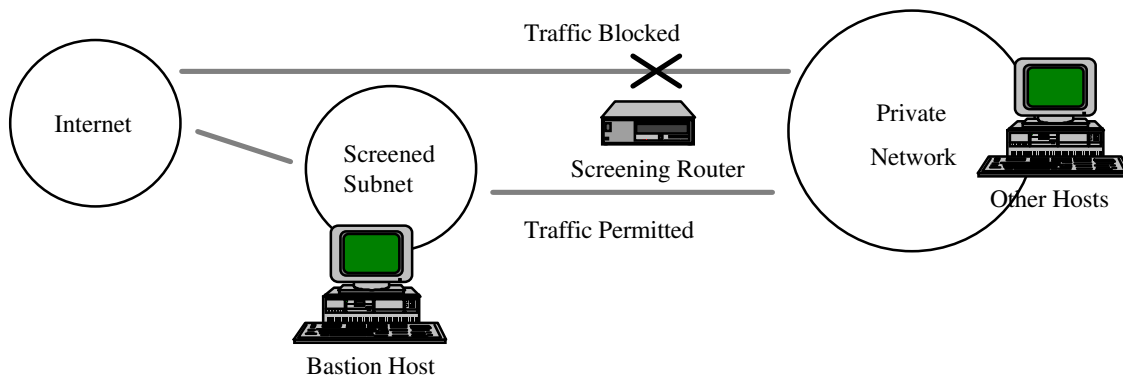 Traffic Blocked
Internet
Screened
Subnet
Private
Network
Screening Router
Other Hosts
Traffic Permitted
Bastion Host